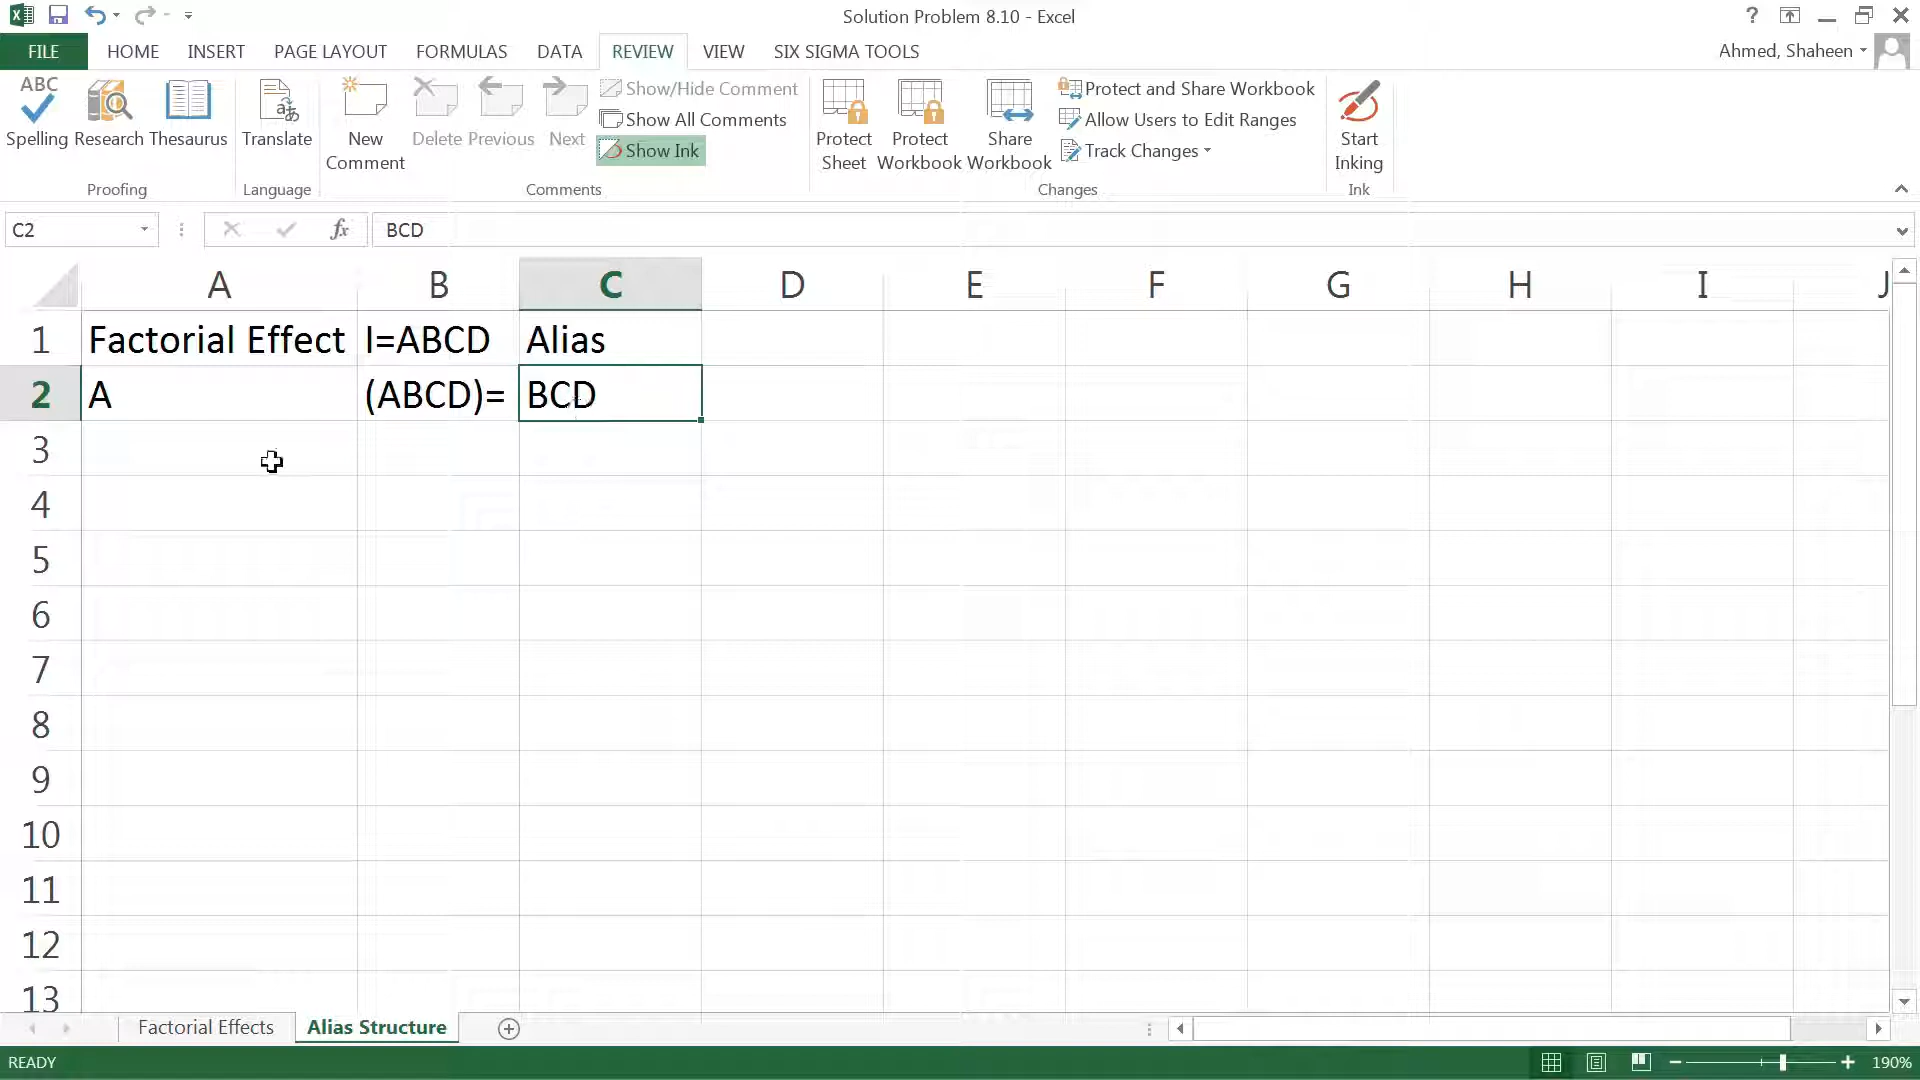 Solution Problem 8.10 - Excel
?
FILE HOME INSERT PAGE LAYOUT FORMULAS DATA REVIEW VIEW SIX SIGMA TOOLS
Ahmed, Shaheen
ABC
Spelling Research Thesaurus
Proofing
Translate
Language
New Comment
Delete Previous Next
Show/Hide Comment
Show All Comments
Show Ink
Comments
Protect Sheet
Protect Workbook
Share Workbook
Protect and Share Workbook
Allow Users to Edit Ranges
Track Changes
Changes
Start Inking
Ink
C2 fx BCD
A B C D E F G H I J
1 Factorial Effect I=ABCD Alias
2 A (ABCD)= BCD
3
4
5
6
7
8
9
10
11
12
13
Factorial Effects Alias Structure
READY 190%